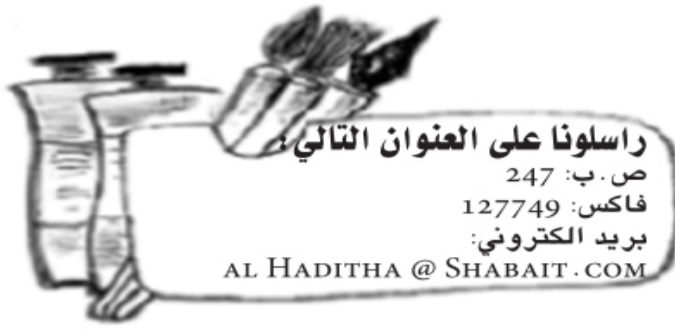 راسلونا على العنوان التالي:
ص.ب: 247
فاكس: 127749
بريد الكتروني:
AL HADITHA @ SHABAIT.COM